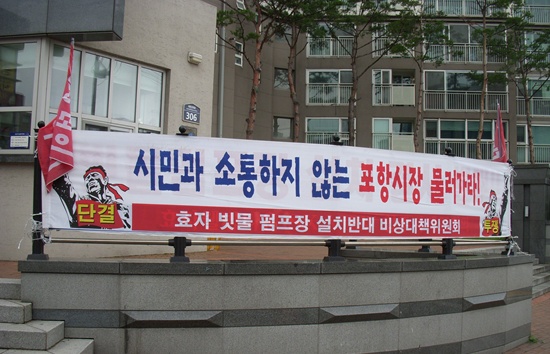 시민과 소통하지 않는 포항시장 물러가라!
효자 빗물 펌프장 설치반대 비상대책위원회
단결
투쟁
306